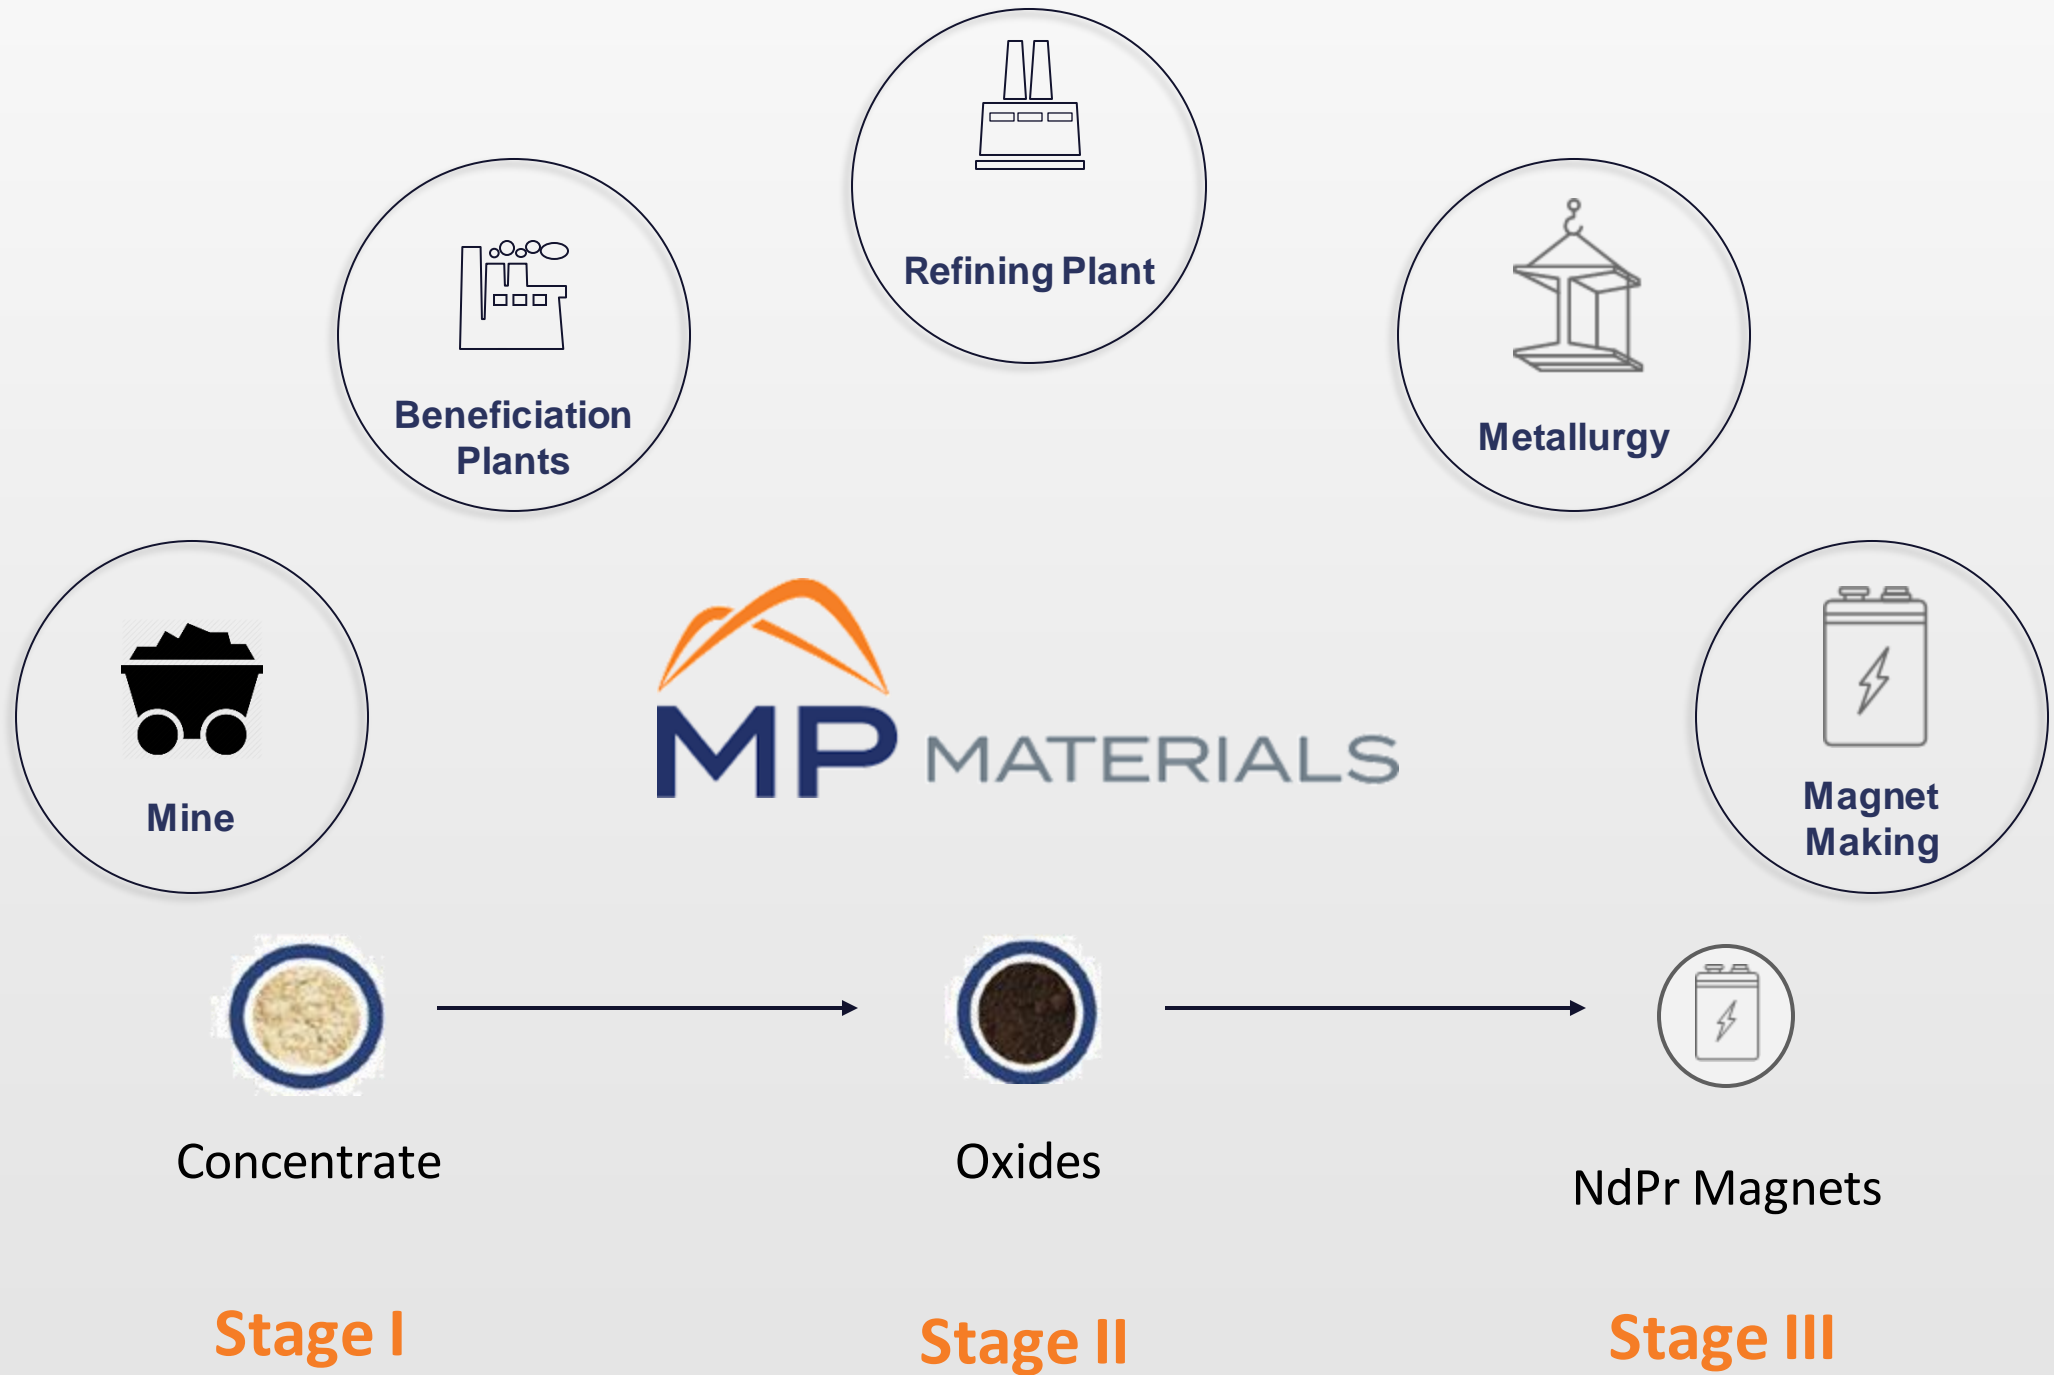 Refining Plant
Beneficiation
Plants
Metallurgy
Mine
MP MATERIALS
Magnet
Making
Concentrate
Oxides
NdPr Magnets
Stage I
Stage II
Stage III